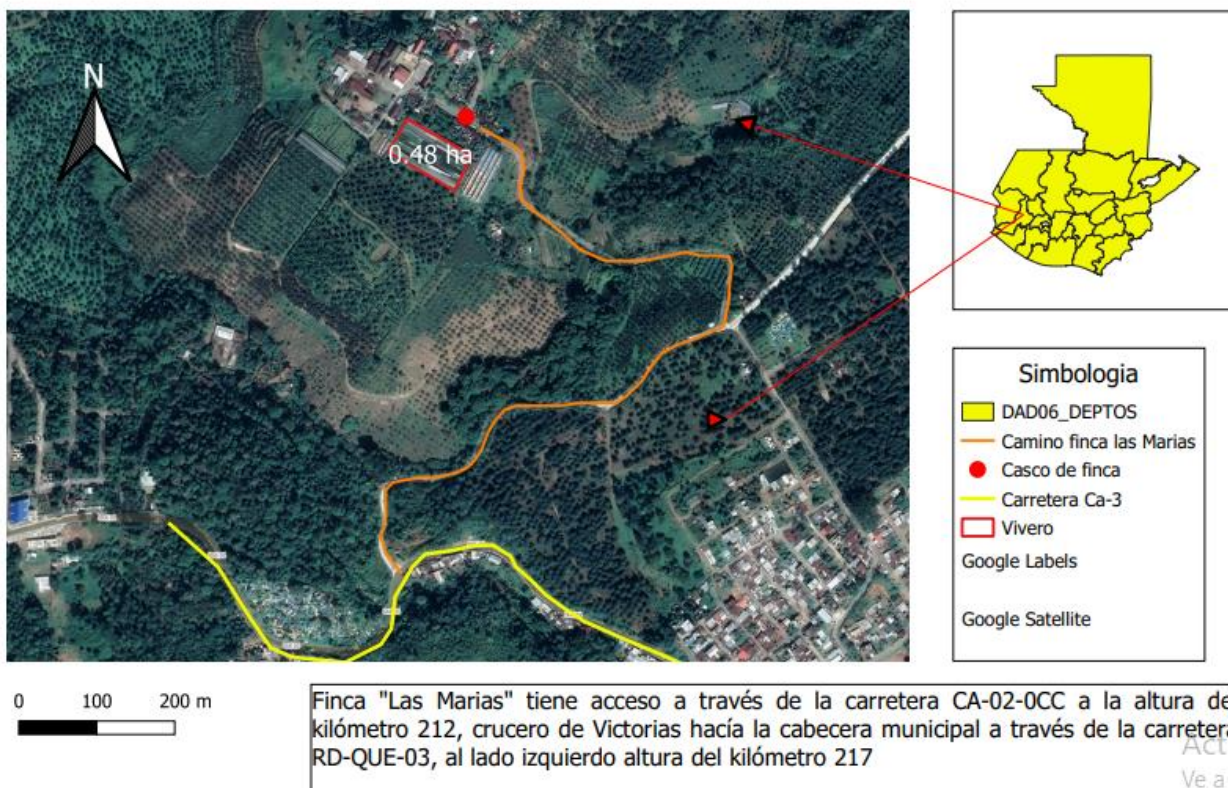 N
0.48 ha
Simbologia
DAD06_DEPTOS
Camino finca las Marias
Casco de finca
Carretera Ca-3
Vivero
Google Labels
Google Satellite
0 100 200 m
Finca "Las Marias" tiene acceso a través de la carretera CA-02-0CC a la altura de
kilómetro 212, crucero de Victorias hacía la cabecera municipal a través de la carretera
RD-QUE-03, al lado izquierdo altura del kilómetro 217
Act
Ve a